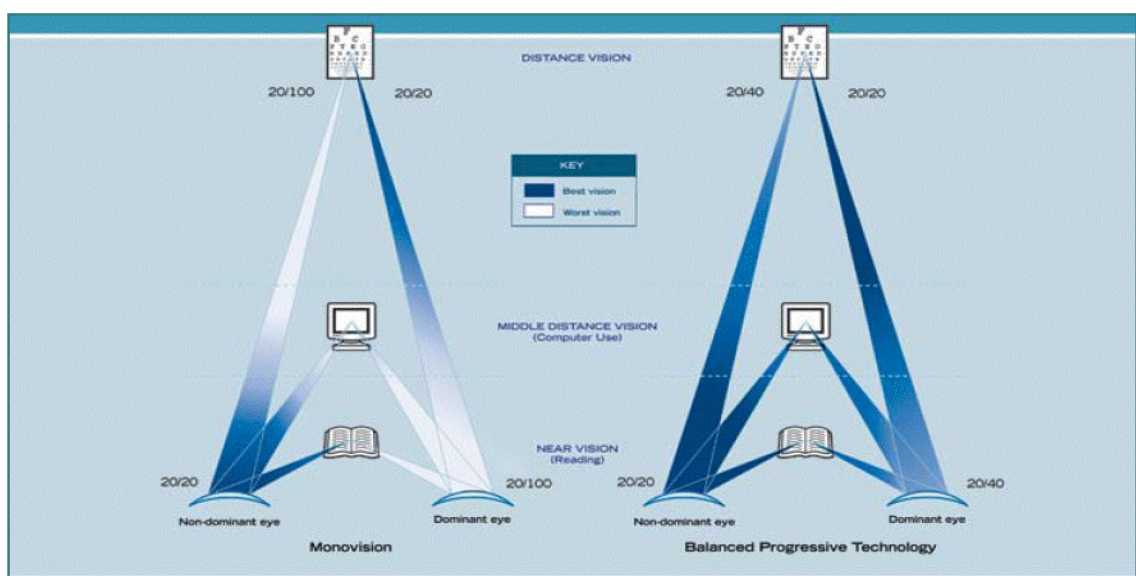 DISTANCE VISION
20/100
20/20
20/40
20/20
KEY
Best vision
Worst vision
MIDDLE DISTANCE VISION
(Computer Use)
NEAR VISION
(Reading)
20/20
20/100
20/20
20/40
Non-dominant eye
Dominant eye
Non-dominant eye
Dominant eye
Monovision
Balanced Progressive Technology